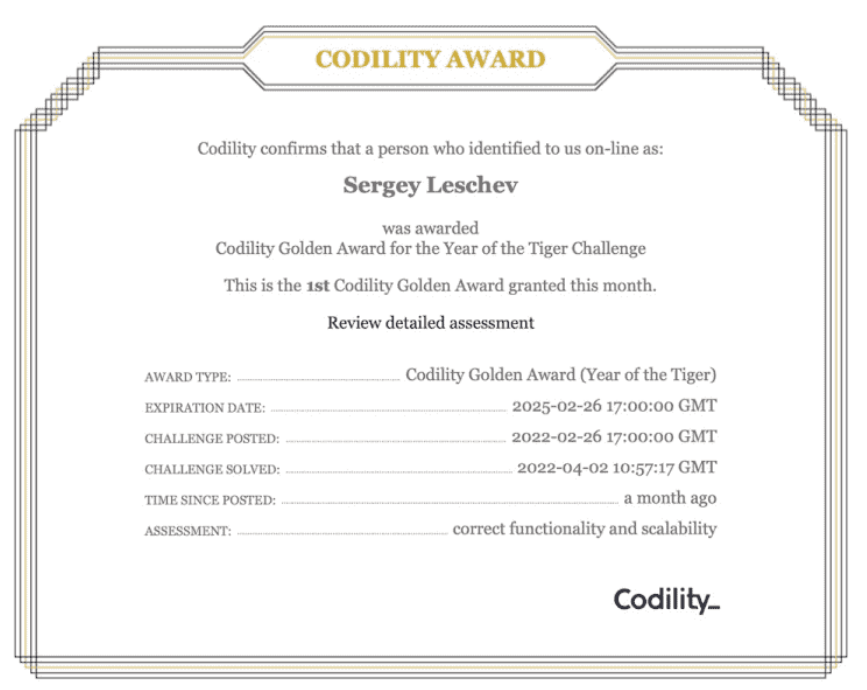 CODILITY AWARD
Codility confirms that a person who identified to us on-line as:
Sergey Leschev
was awarded
Codility Golden Award for the Year of the Tiger Challenge
This is the 1st Codility Golden Award granted this month.
Review detailed assessment
AWARD TYPE: Codility Golden Award (Year of the Tiger)
EXPIRATION DATE: 2025-02-26 17:00:00 GMT
CHALLENGE POSTED: 2022-02-26 17:00:00 GMT
CHALLENGE SOLVED: 2022-04-02 10:57:17 GMT
TIME SINCE POSTED: a month ago
ASSESSMENT: correct functionality and scalability
Codility_